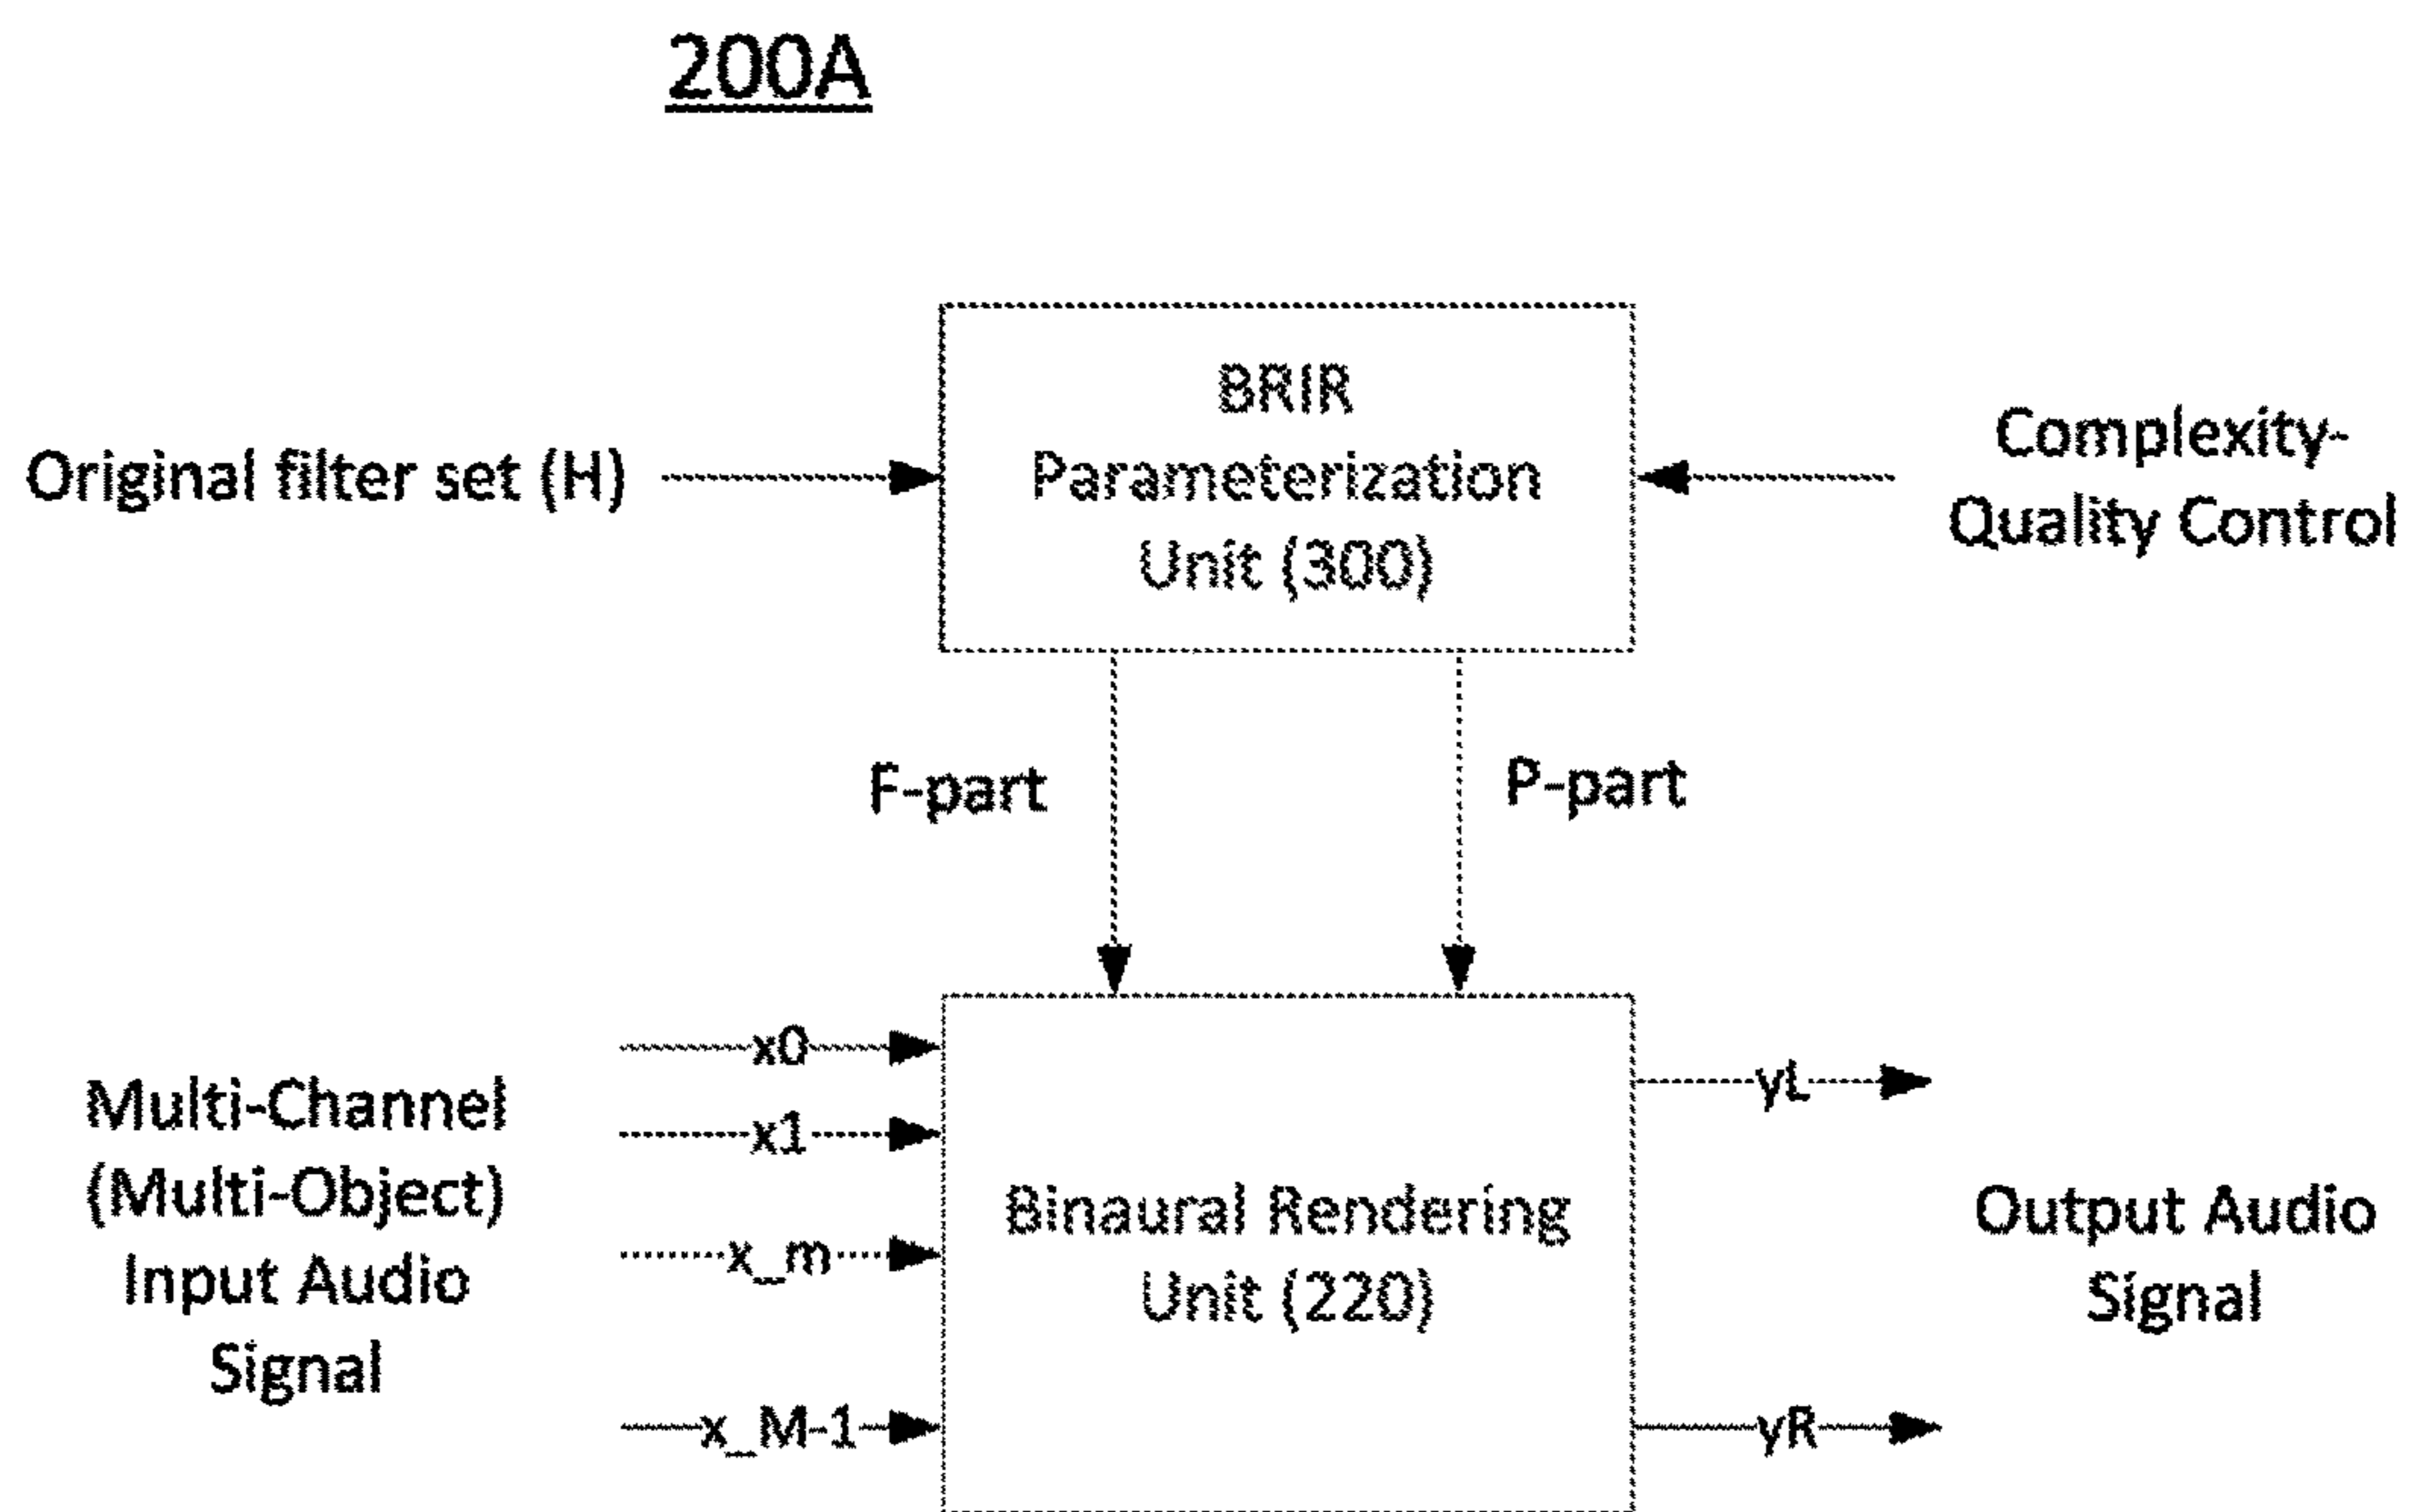 200A
Original filter set (H)
BRIR
Parameterization
Unit (300)
Complexity-
Quality Control
F-part
P-part
Multi-Channel
(Multi-Object)
Input Audio
Signal
x0
x1
x_m
x_M-1
Binaural Rendering
Unit (220)
yL
yR
Output Audio
Signal